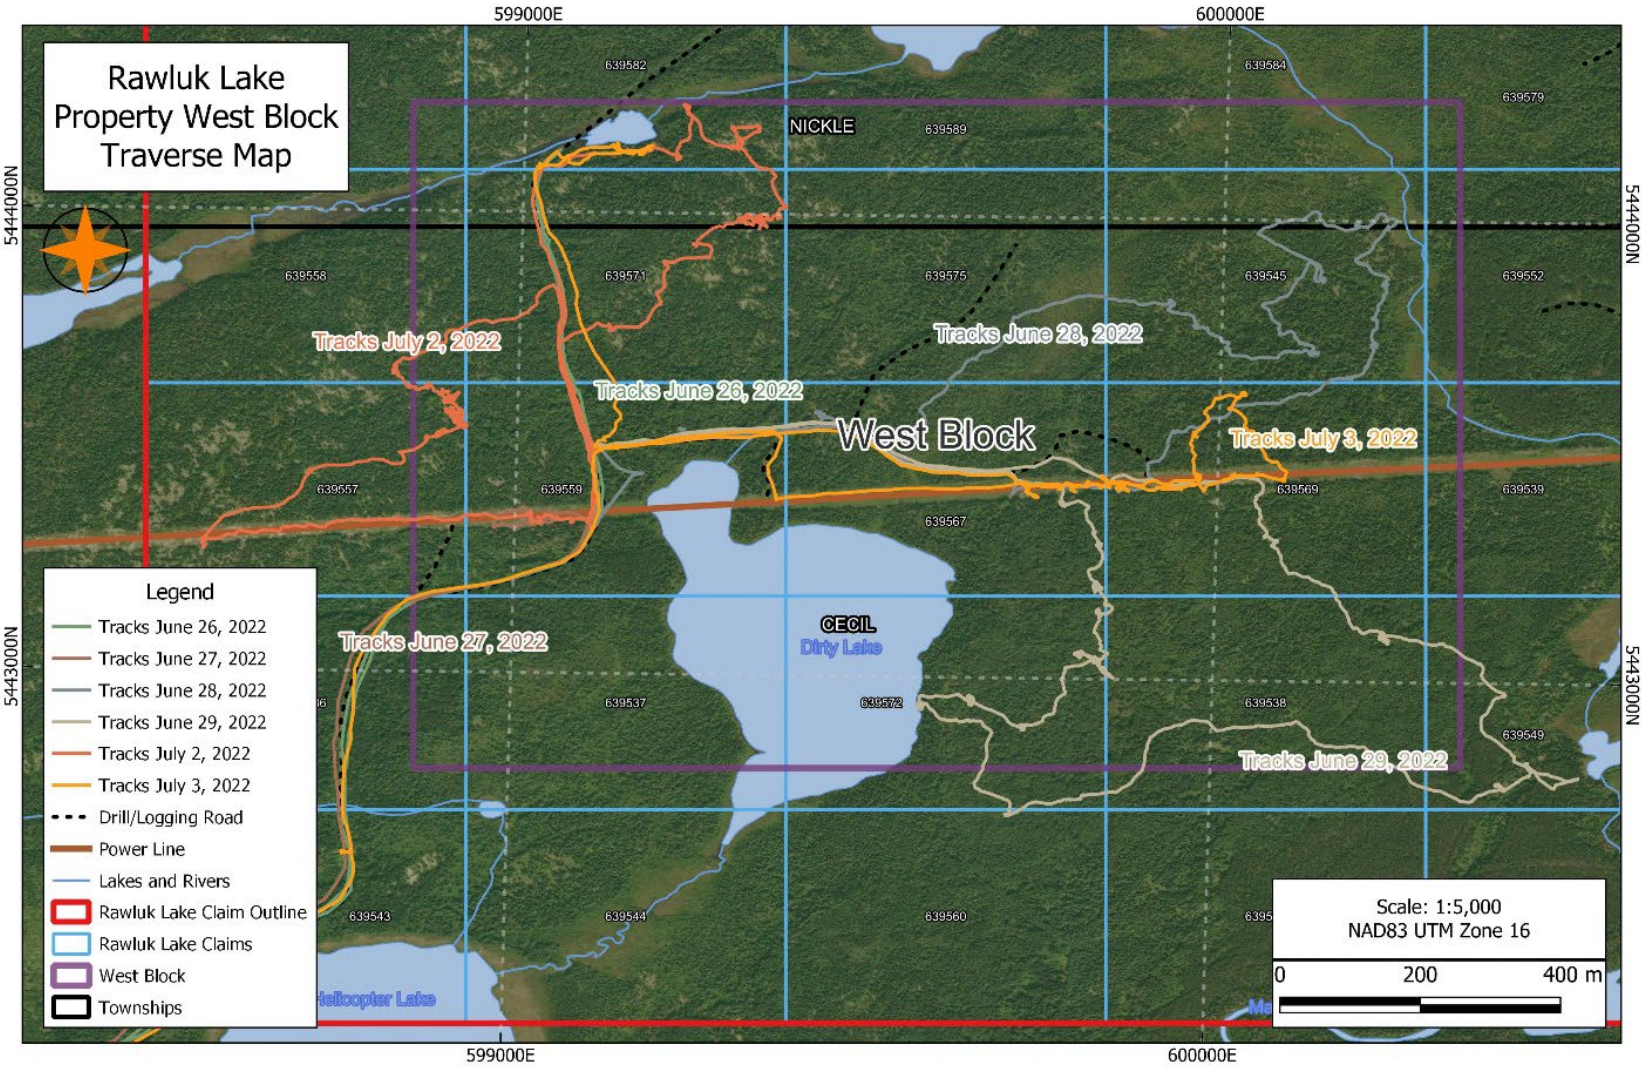 599000E
600000E
Rawluk Lake
Property West Block
Traverse Map
639582
639584
639579
NICKLE
639589
5444000N
5444000N
639558
639571
639575
639545
639552
Tracks July 2, 2022
Tracks June 28, 2022
Tracks June 26, 2022
West Block
Tracks July 3, 2022
639557
639559
639569
639539
639567
Legend
Tracks June 26, 2022
Tracks June 27, 2022
Tracks June 28, 2022
Tracks June 29, 2022
Tracks July 2, 2022
Tracks July 3, 2022
Drill/Logging Road
Power Line
Lakes and Rivers
Rawluk Lake Claim Outline
Rawluk Lake Claims
West Block
Townships
CECIL
Dirty Lake
Tracks June 27, 2022
5443000N
5443000N
639537
639572
639538
639549
Tracks June 29, 2022
639543
639544
639560
6395
Scale: 1:5,000
NAD83 UTM Zone 16
0 200 400 m
Helicopter Lake
Ma
599000E
600000E